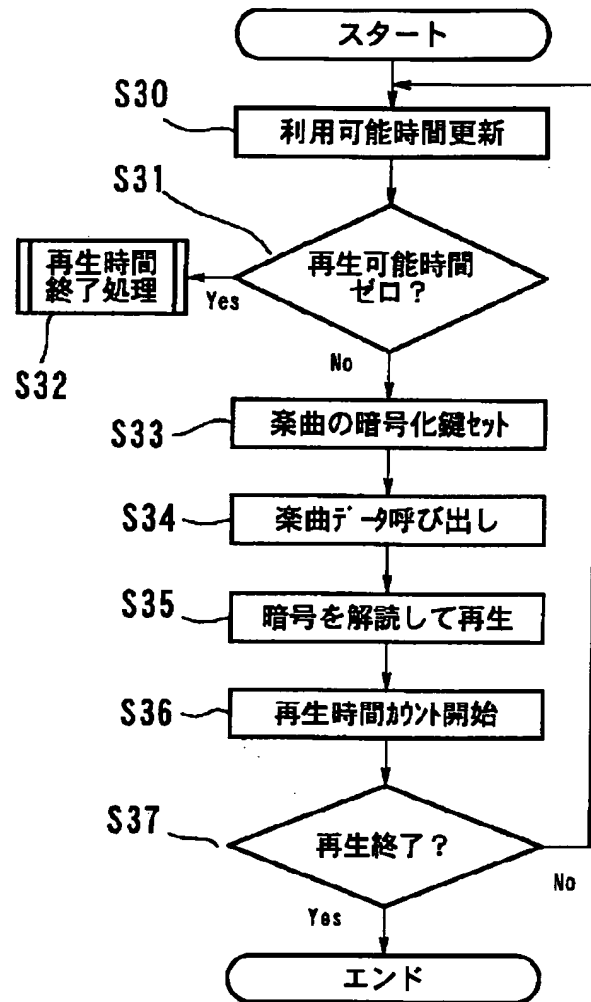 スタート
S30
利用可能時間更新
S31
再生可能時間
ゼロ？
再生時間
終了処理
Yes
S32
No
S33
楽曲の暗号化鍵ｾｯﾄ
S34
楽曲ﾃﾞｰﾀ呼び出し
S35
暗号を解読して再生
S36
再生時間ｶｳﾝﾄ開始
S37
再生終了？
No
Yes
エンド